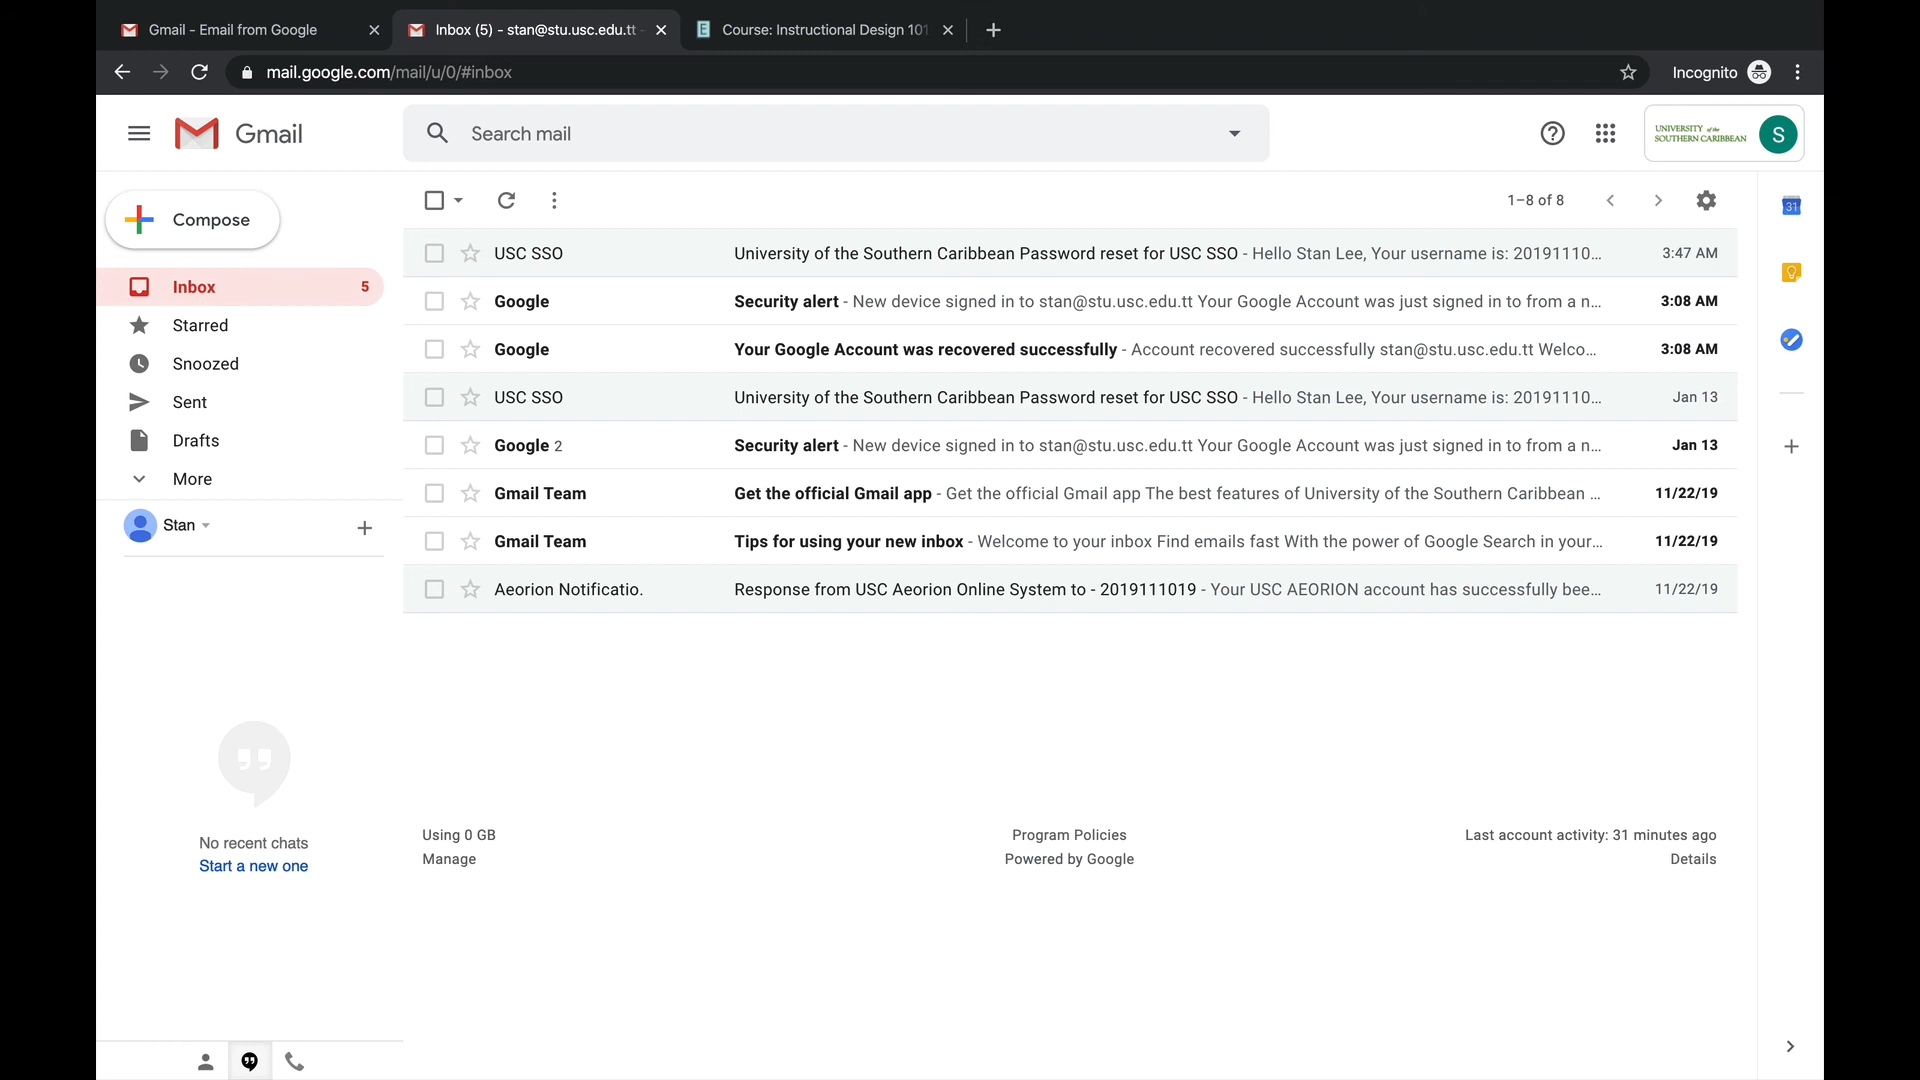 Gmail - Email from Google
Inbox (5) - stan@stu.usc.edu.tt -
Course: Instructional Design 101
mail.google.com/mail/u/0/#inbox
Incognito
Gmail
Search mail
UNIVERSITY of the
SOUTHERN CARIBBEAN
S
Compose
1–8 of 8
31
Inbox 5
Starred
Snoozed
Sent
Drafts
More
Stan
USC SSO University of the Southern Caribbean Password reset for USC SSO - Hello Stan Lee, Your username is: 20191110... 3:47 AM
Google Security alert - New device signed in to stan@stu.usc.edu.tt Your Google Account was just signed in to from a n... 3:08 AM
Google Your Google Account was recovered successfully - Account recovered successfully stan@stu.usc.edu.tt Welco... 3:08 AM
USC SSO University of the Southern Caribbean Password reset for USC SSO - Hello Stan Lee, Your username is: 20191110... Jan 13
Google 2 Security alert - New device signed in to stan@stu.usc.edu.tt Your Google Account was just signed in to from a n... Jan 13
Gmail Team Get the official Gmail app - Get the official Gmail app The best features of University of the Southern Caribbean ... 11/22/19
Gmail Team Tips for using your new inbox - Welcome to your inbox Find emails fast With the power of Google Search in your... 11/22/19
Aeorion Notificatio. Response from USC Aeorion Online System to - 2019111019 - Your USC AEORION account has successfully bee... 11/22/19
No recent chats
Start a new one
Using 0 GB
Manage
Program Policies
Powered by Google
Last account activity: 31 minutes ago
Details